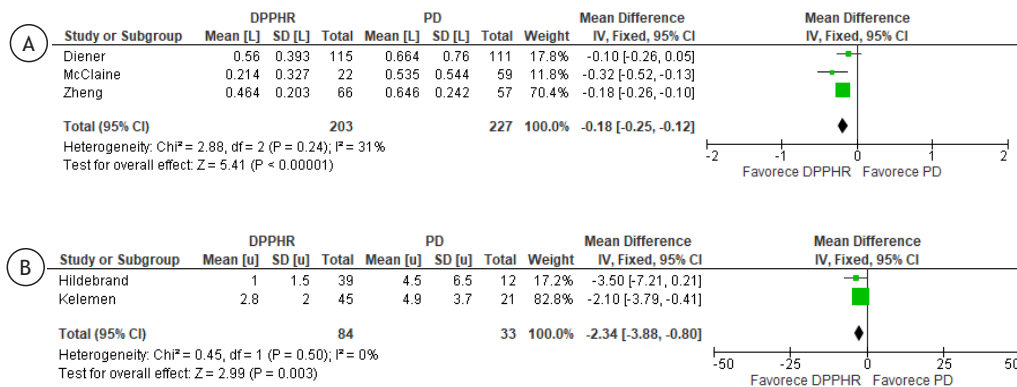 A
DPPHR PD Mean Difference Mean Difference
Study or Subgroup Mean [L] SD [L] Total Mean [L] SD [L] Total Weight IV, Fixed, 95% CI IV, Fixed, 95% CI
Diener 0.56 0.393 115 0.664 0.76 111 17.8% -0.10 [-0.26, 0.05]
McClaine 0.214 0.327 22 0.535 0.544 59 11.8% -0.32 [-0.52, -0.13]
Zheng 0.464 0.203 66 0.646 0.242 57 70.4% -0.18 [-0.26, -0.10]
Total (95% CI) 203 227 100.0% -0.18 [-0.25, -0.12]
Heterogeneity: Chi² = 2.88, df = 2 (P = 0.24); I² = 31%
Test for overall effect: Z = 5.41 (P < 0.00001)
-2 -1 0 1 2
Favorece DPPHR Favorece PD
B
DPPHR PD Mean Difference Mean Difference
Study or Subgroup Mean [u] SD [u] Total Mean [u] SD [u] Total Weight IV, Fixed, 95% CI IV, Fixed, 95% CI
Hildebrand 1 1.5 39 4.5 6.5 12 17.2% -3.50 [-7.21, 0.21]
Kelemen 2.8 2 45 4.9 3.7 21 82.8% -2.10 [-3.79, -0.41]
Total (95% CI) 84 33 100.0% -2.34 [-3.88, -0.80]
Heterogeneity: Chi² = 0.45, df = 1 (P = 0.50); I² = 0%
Test for overall effect: Z = 2.99 (P = 0.003)
-50 -25 0 25 50
Favorece DPPHR Favorece PD